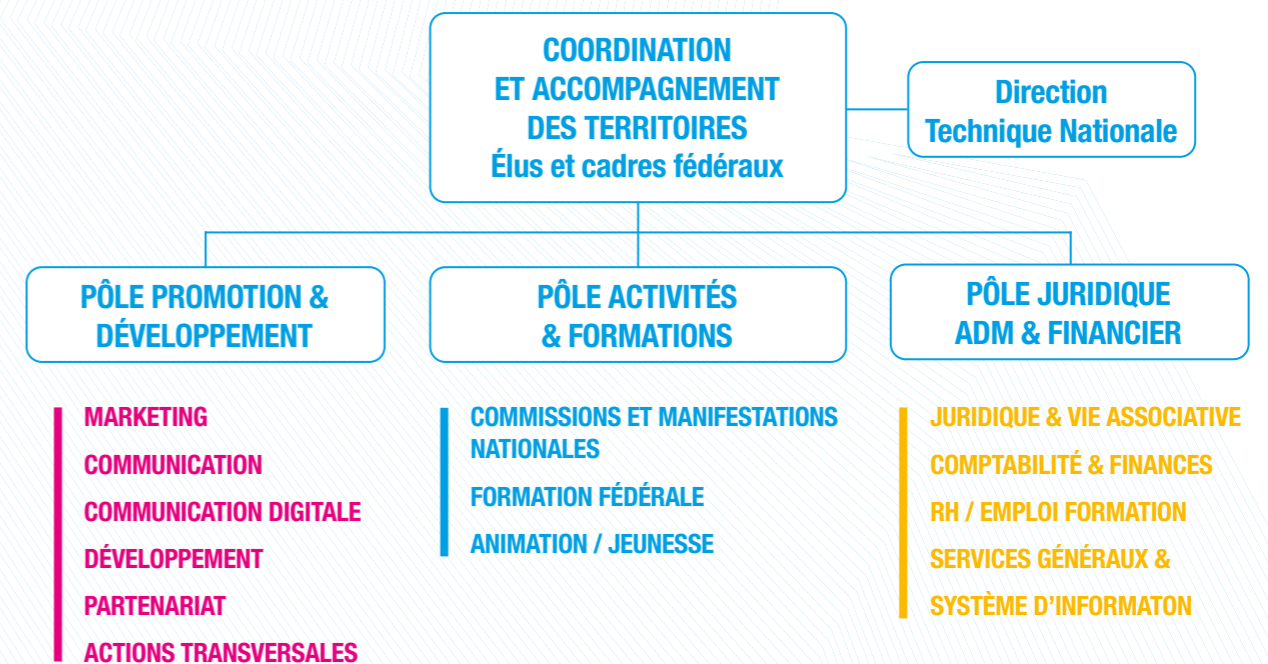 COORDINATION
ET ACCOMPAGNEMENT
DES TERRITOIRES
Élus et cadres fédéraux
Direction
Technique Nationale
PÔLE PROMOTION &
DÉVELOPPEMENT
PÔLE ACTIVITÉS
& FORMATIONS
PÔLE JURIDIQUE
ADM & FINANCIER
MARKETING
COMMUNICATION
COMMUNICATION DIGITALE
DÉVELOPPEMENT
PARTENARIAT
ACTIONS TRANSVERSALES
COMMISSIONS ET MANIFESTATIONS
NATIONALES
FORMATION FÉDÉRALE
ANIMATION / JEUNESSE
JURIDIQUE & VIE ASSOCIATIVE
COMPTABILITÉ & FINANCES
RH / EMPLOI FORMATION
SERVICES GÉNÉRAUX &
SYSTÈME D’INFORMATON